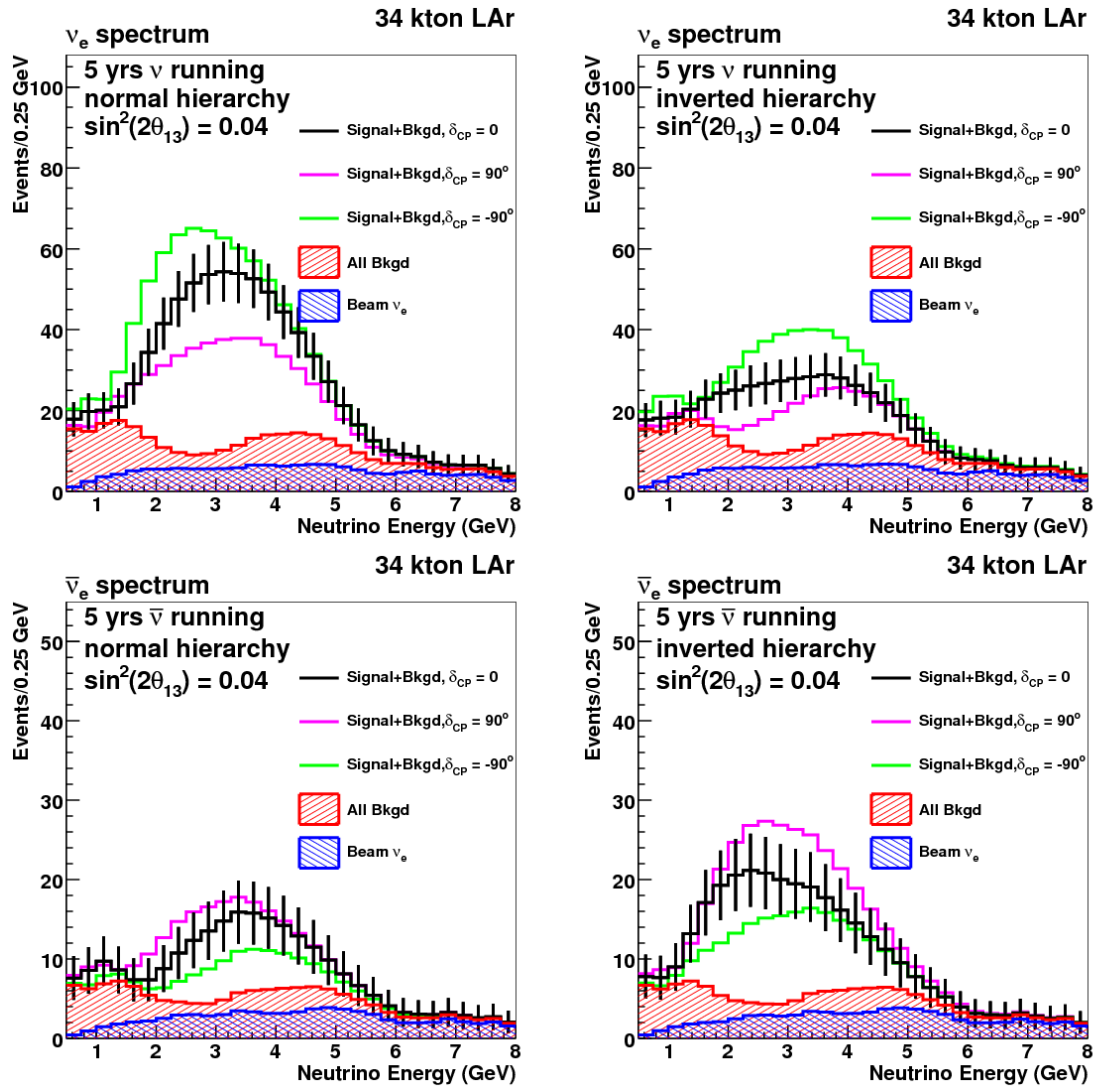 34 kton LAr
νₑ spectrum
Events/0.25 GeV
5 yrs ν running
normal hierarchy
sin²(2θ₁₃) = 0.04
Signal+Bkgd, δCP = 0
Signal+Bkgd,δCP = 90°
Signal+Bkgd,δCP = -90°
All Bkgd
Beam νₑ
100
80
60
40
20
0
1 2 3 4 5 6 7 8
Neutrino Energy (GeV)
34 kton LAr
νₑ spectrum
Events/0.25 GeV
5 yrs ν running
inverted hierarchy
sin²(2θ₁₃) = 0.04
Signal+Bkgd, δCP = 0
Signal+Bkgd,δCP = 90°
Signal+Bkgd,δCP = -90°
All Bkgd
Beam νₑ
100
80
60
40
20
0
1 2 3 4 5 6 7 8
Neutrino Energy (GeV)
34 kton LAr
ν̅ₑ spectrum
Events/0.25 GeV
5 yrs ν̅ running
normal hierarchy
sin²(2θ₁₃) = 0.04
Signal+Bkgd, δCP = 0
Signal+Bkgd,δCP = 90°
Signal+Bkgd,δCP = -90°
All Bkgd
Beam νₑ
50
40
30
20
10
0
1 2 3 4 5 6 7 8
Neutrino Energy (GeV)
34 kton LAr
ν̅ₑ spectrum
Events/0.25 GeV
5 yrs ν̅ running
inverted hierarchy
sin²(2θ₁₃) = 0.04
Signal+Bkgd, δCP = 0
Signal+Bkgd,δCP = 90°
Signal+Bkgd,δCP = -90°
All Bkgd
Beam νₑ
50
40
30
20
10
0
1 2 3 4 5 6 7 8
Neutrino Energy (GeV)